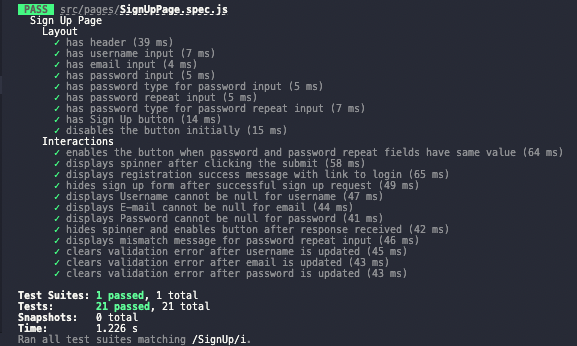 PASS src/pages/SignUpPage.spec.js
Sign Up Page
Layout
✓ has header (39 ms)
✓ has username input (7 ms)
✓ has email input (4 ms)
✓ has password input (5 ms)
✓ has password type for password input (5 ms)
✓ has password repeat input (5 ms)
✓ has password type for password repeat input (7 ms)
✓ has Sign Up button (14 ms)
✓ disables the button initially (15 ms)
Interactions
✓ enables the button when password and password repeat fields have same value (64 ms)
✓ displays spinner after clicking the submit (58 ms)
✓ displays registration success message with link to login (65 ms)
✓ hides sign up form after successful sign up request (49 ms)
✓ displays Username cannot be null for username (47 ms)
✓ displays E-mail cannot be null for email (44 ms)
✓ displays Password cannot be null for password (41 ms)
✓ hides spinner and enables button after response received (42 ms)
✓ displays mismatch message for password repeat input (46 ms)
✓ clears validation error after username is updated (45 ms)
✓ clears validation error after email is updated (43 ms)
✓ clears validation error after password is updated (43 ms)
Test Suites: 1 passed, 1 total
Tests: 21 passed, 21 total
Snapshots: 0 total
Time: 1.226 s
Ran all test suites matching /SignUp/i.